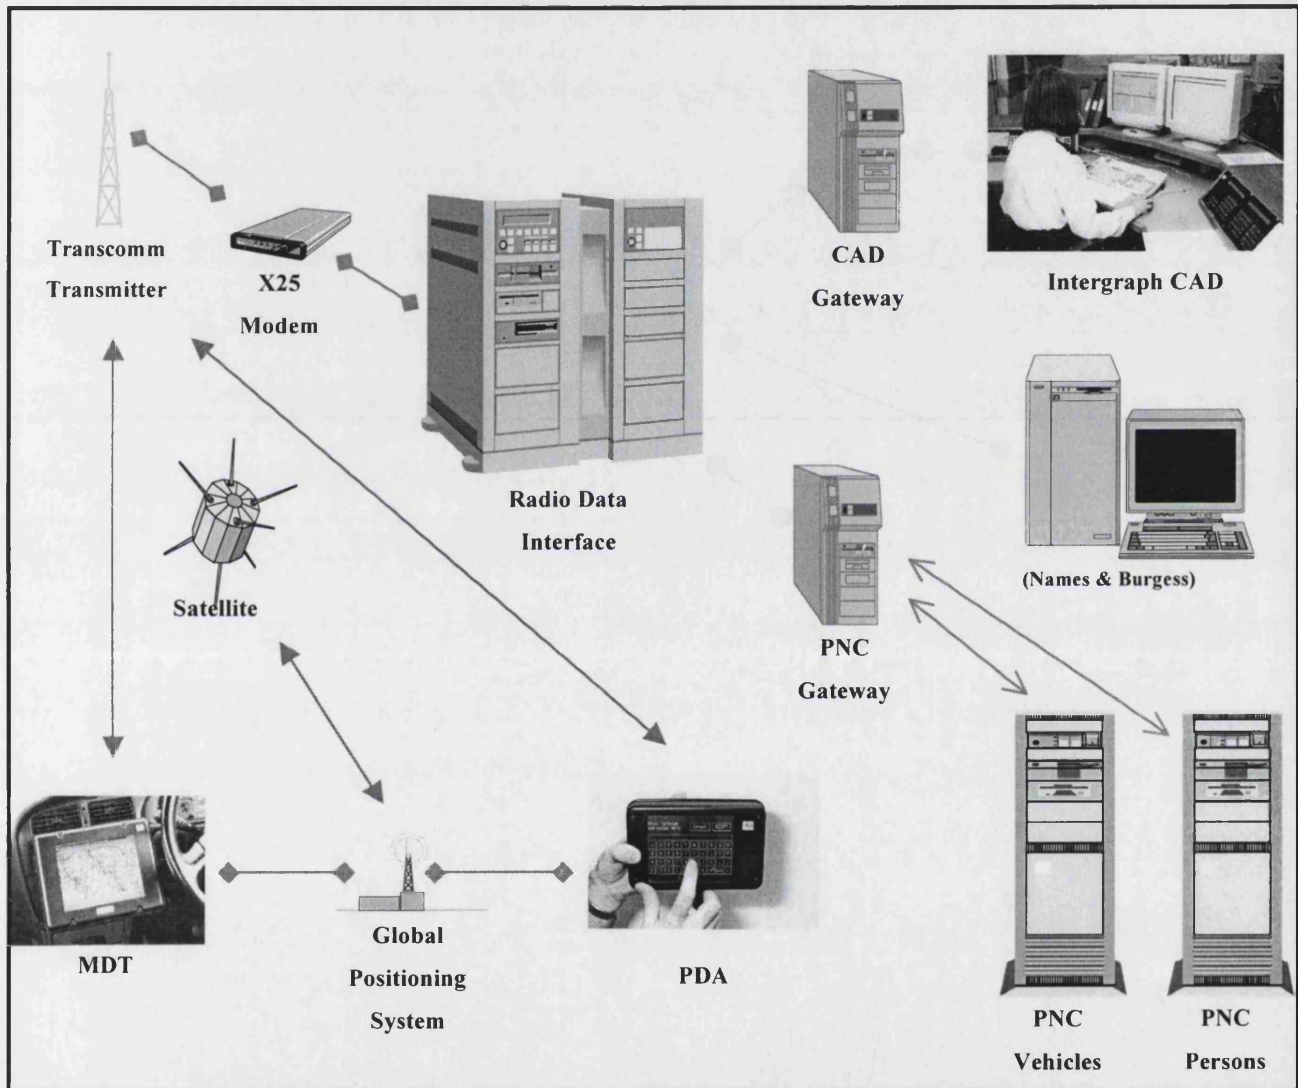 Transcomm
Transmitter
X25
Modem
CAD
Gateway
Intergraph CAD
Radio Data
Interface
(Names & Burgess)
Satellite
PNC
Gateway
MDT
Global
Positioning
System
PDA
PNC
Vehicles
PNC
Persons